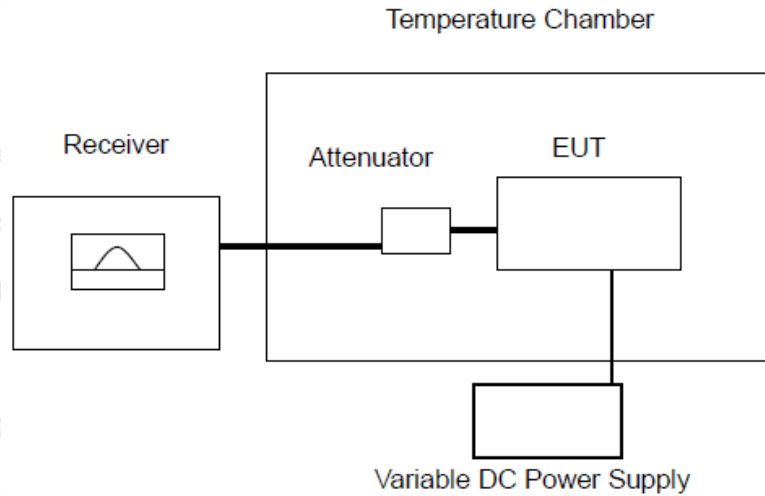 Temperature Chamber
Receiver
Attenuator
EUT
Variable DC Power Supply